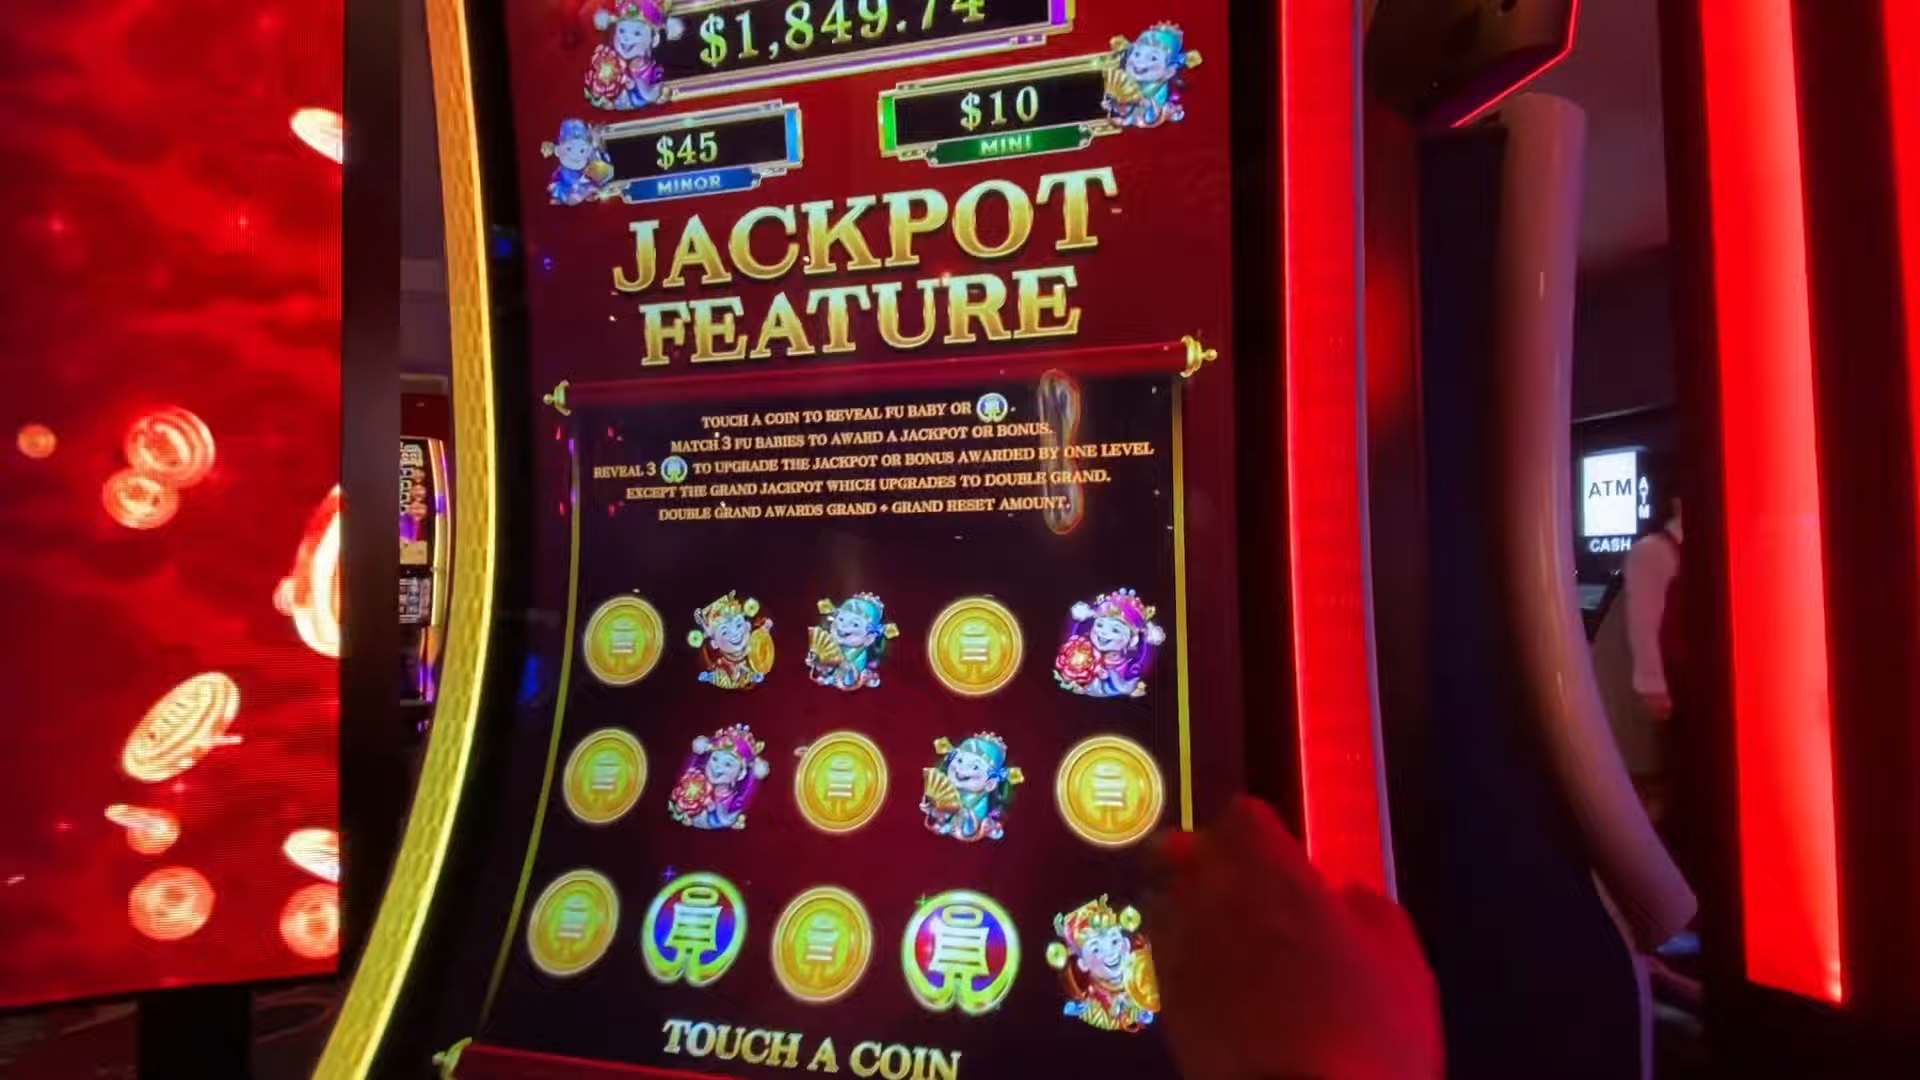 $1,849.74
$45
$10
MINOR
MINI
JACKPOT
FEATURE
TOUCH A COIN TO REVEAL FU BABY OR
MATCH 3 FU BABIES TO AWARD A JACKPOT OR BONUS.
REVEAL 3 TO UPGRADE THE JACKPOT OR BONUS AWARDED BY ONE LEVEL
EXCEPT THE GRAND JACKPOT WHICH UPGRADES TO DOUBLE GRAND.
DOUBLE GRAND AWARDS GRAND + GRAND RESET AMOUNT.
TOUCH A COIN
ATM
ATM
CASH